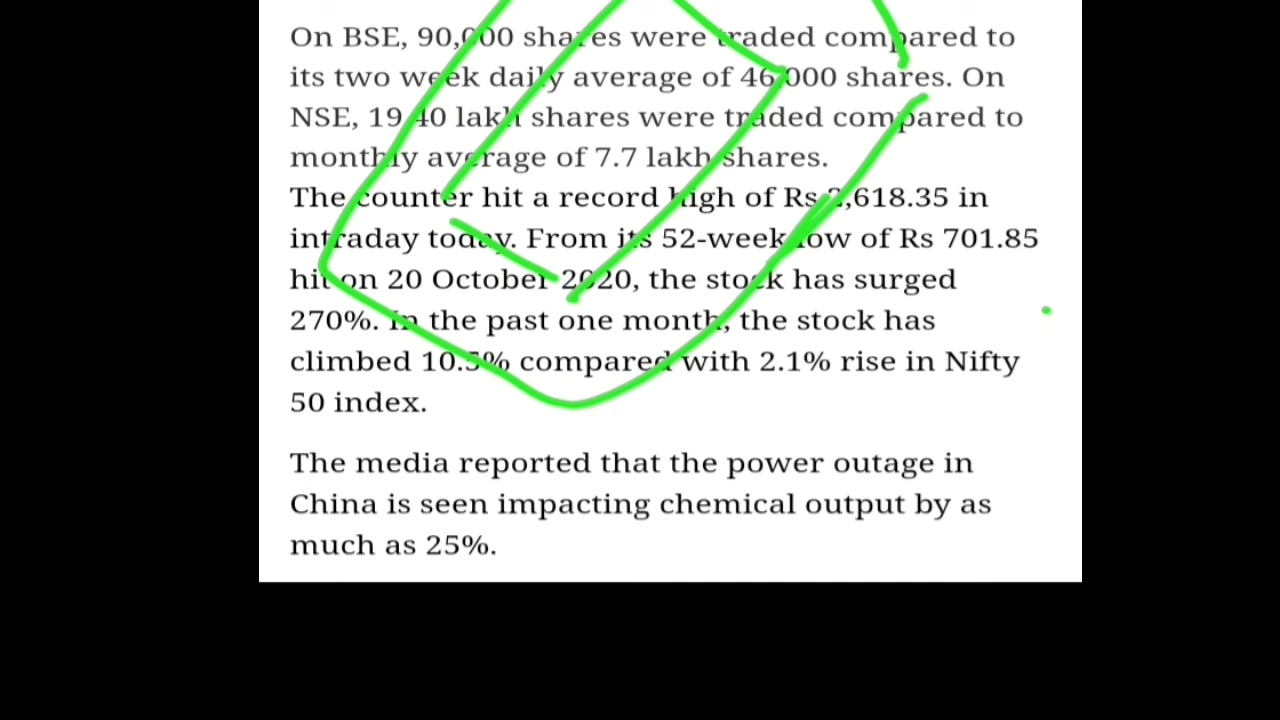 On BSE, 90,000 shares were traded compared to
its two week daily average of 46,000 shares. On
NSE, 19.40 lakh shares were traded compared to
monthly average of 7.7 lakh shares.
The counter hit a record high of Rs 2,618.35 in
intraday today. From its 52-week low of Rs 701.85
hit on 20 October 2020, the stock has surged
270%. In the past one month, the stock has
climbed 10.5% compared with 2.1% rise in Nifty
50 index.
The media reported that the power outage in
China is seen impacting chemical output by as
much as 25%.